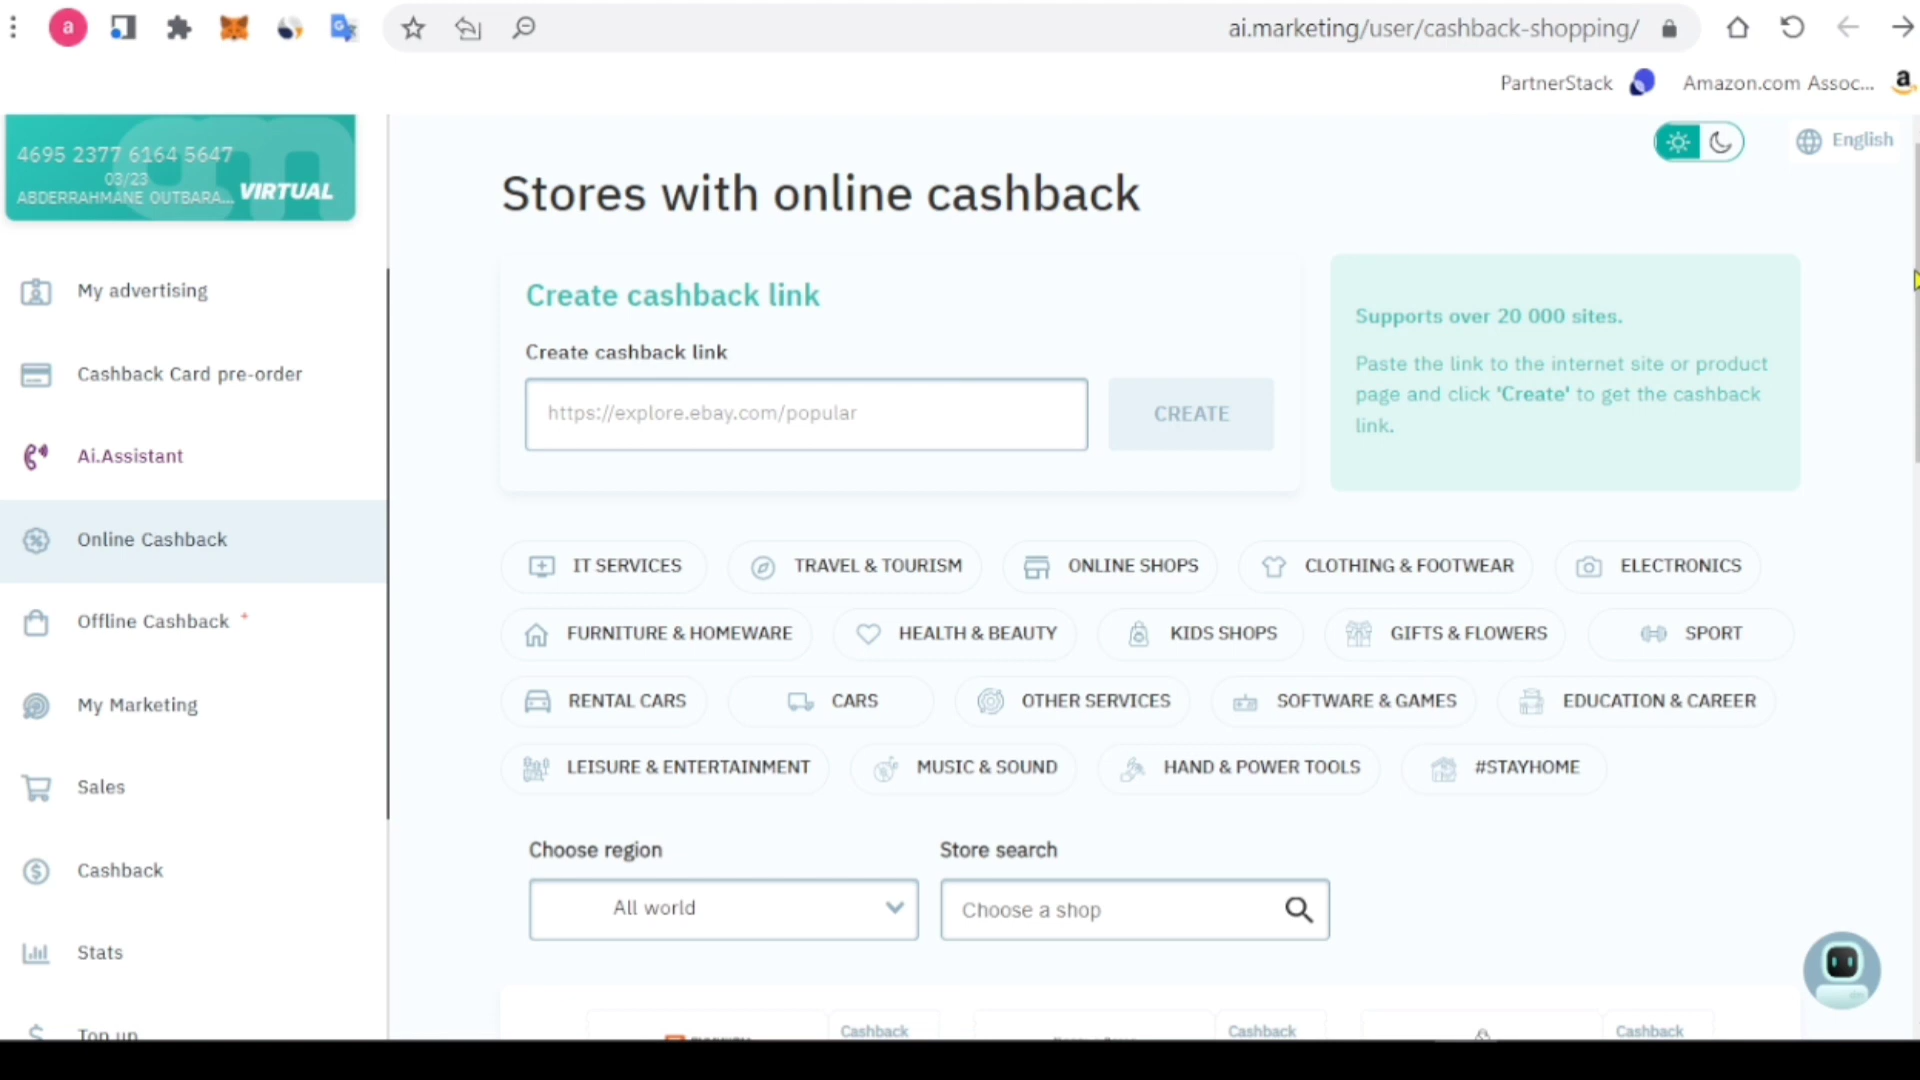 a
ai.marketing/user/cashback-shopping/
PartnerStack
Amazon.com Assoc...
a
4695 2377 6164 5647
03/23
ABDERRAHMANE OUTBARA...
VIRTUAL
English
My advertising
Cashback Card pre-order
Ai.Assistant
Online Cashback
Offline Cashback *
My Marketing
Sales
Cashback
Stats
Top up
Stores with online cashback
Create cashback link
Create cashback link
https://explore.ebay.com/popular
CREATE
Supports over 20 000 sites.
Paste the link to the internet site or product
page and click 'Create' to get the cashback
link.
IT SERVICES
TRAVEL & TOURISM
ONLINE SHOPS
CLOTHING & FOOTWEAR
ELECTRONICS
FURNITURE & HOMEWARE
HEALTH & BEAUTY
KIDS SHOPS
GIFTS & FLOWERS
SPORT
RENTAL CARS
CARS
OTHER SERVICES
SOFTWARE & GAMES
EDUCATION & CAREER
LEISURE & ENTERTAINMENT
MUSIC & SOUND
HAND & POWER TOOLS
#STAYHOME
Choose region
All world
Store search
Choose a shop
Cashback
Cashback
Cashback